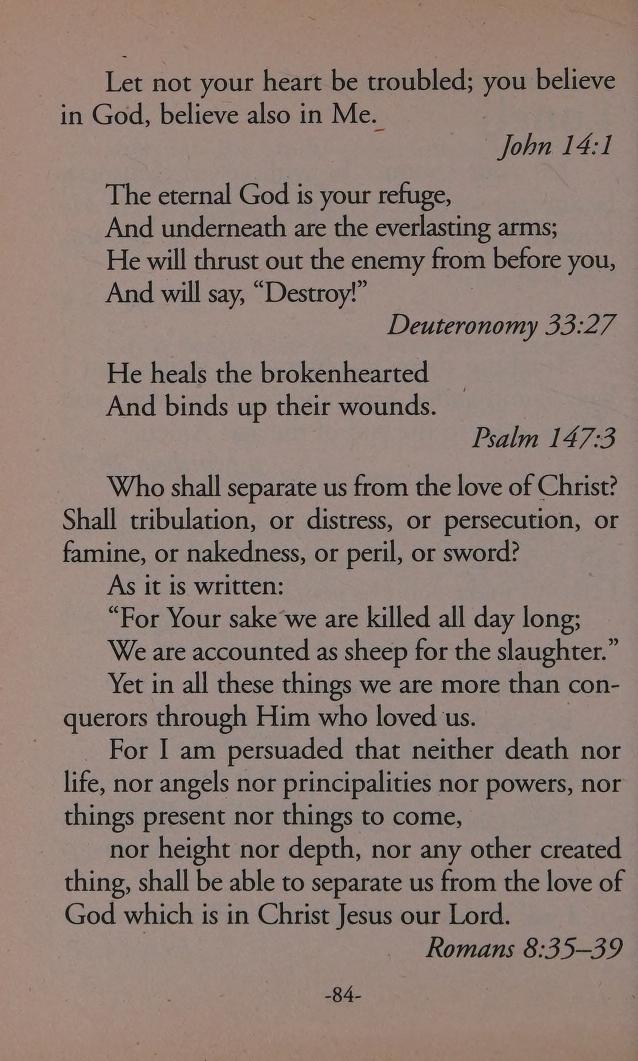 Let not your heart be troubled; you believe
in God, believe also in Me.
John 14:1
The eternal God is your refuge,
And underneath are the everlasting arms;
He will thrust out the enemy from before you,
And will say, “Destroy!”
Deuteronomy 33:27
He heals the brokenhearted
And binds up their wounds.
Psalm 147:3
Who shall separate us from the love of Christ?
Shall tribulation, or distress, or persecution, or
famine, or nakedness, or peril, or sword?
As it is written:
“For Your sake we are killed all day long;
We are accounted as sheep for the slaughter.”
Yet in all these things we are more than con-
querors through Him who loved us.
For I am persuaded that neither death nor
life, nor angels nor principalities nor powers, nor
things present nor things to come,
nor height nor depth, nor any other created
thing, shall be able to separate us from the love of
God which is in Christ Jesus our Lord.
Romans 8:35–39
-84-